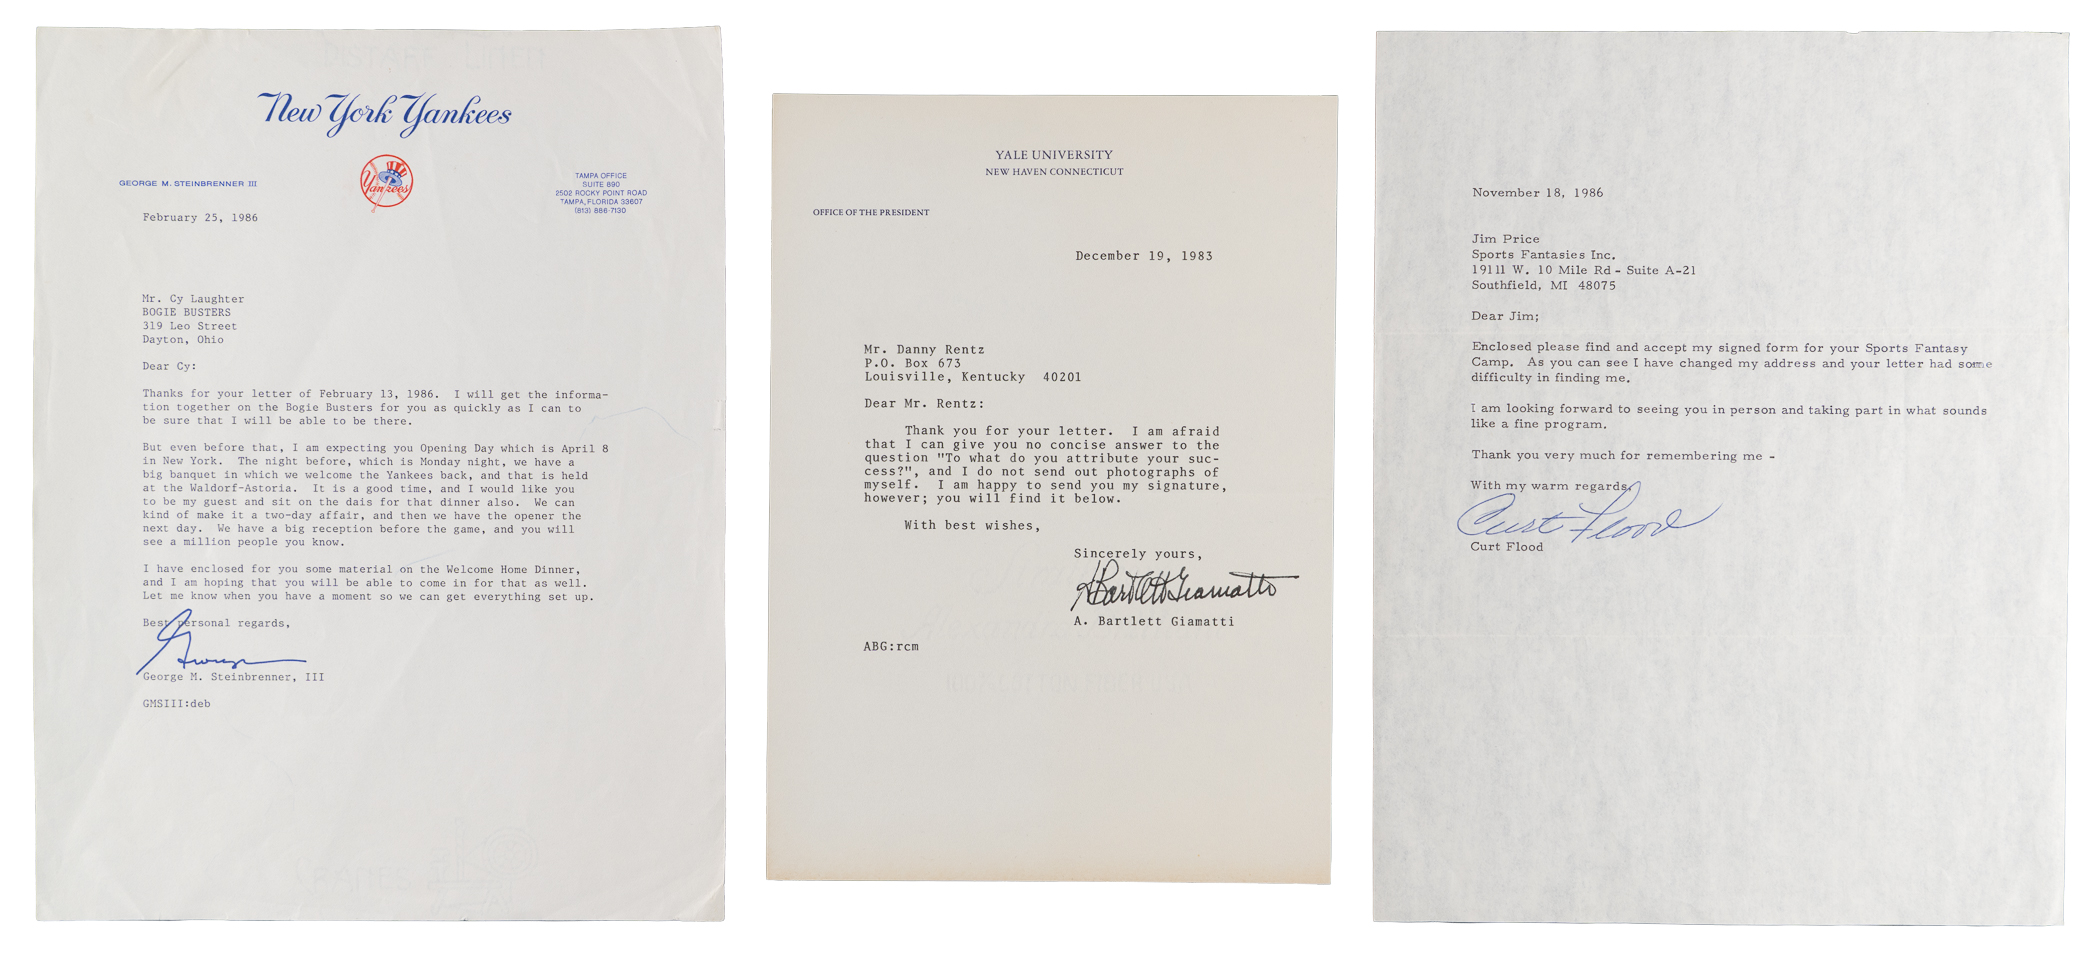 New York Yankees
Yankees
GEORGE M. STEINBRENNER III
TAMPA OFFICE
SUITE 890
2502 ROCKY POINT ROAD
TAMPA, FLORIDA 33607
(813) 886-7130
February 25, 1986
Mr. Cy Laughter
BOGIE BUSTERS
319 Leo Street
Dayton, Ohio
Dear Cy:
Thanks for your letter of February 13, 1986.  I will get the informa-
tion together on the Bogie Busters for you as quickly as I can to
be sure that I will be able to be there.
But even before that, I am expecting you Opening Day which is April 8
in New York.  The night before, which is Monday night, we have a
big banquet in which we welcome the Yankees back, and that is held
at the Waldorf-Astoria.  It is a good time, and I would like you
to be my guest and sit on the dais for that dinner also.  We can
kind of make it a two-day affair, and then we have the opener the
next day.  We have a big reception before the game, and you will
see a million people you know.
I have enclosed for you some material on the Welcome Home Dinner,
and I am hoping that you will be able to come in for that as well.
Let me know when you have a moment so we can get everything set up.
Best personal regards,
George
George M. Steinbrenner, III
GMSIII:deb
YALE UNIVERSITY
NEW HAVEN CONNECTICUT
OFFICE OF THE PRESIDENT
December 19, 1983
Mr. Danny Rentz
P.O. Box 673
Louisville, Kentucky  40201
Dear Mr. Rentz:
Thank you for your letter.  I am afraid
that I can give you no concise answer to the
question "To what do you attribute your suc-
cess?", and I do not send out photographs of
myself.  I am happy to send you my signature,
however; you will find it below.
With best wishes,
Sincerely yours,
A Bartlett Giamatti
A. Bartlett Giamatti
ABG:rcm
November 18, 1986
Jim Price
Sports Fantasies Inc.
19111 W. 10 Mile Rd - Suite A-21
Southfield, MI  48075
Dear Jim;
Enclosed please find and accept my signed form for your Sports Fantasy
Camp.  As you can see I have changed my address and your letter had some
difficulty in finding me.
I am looking forward to seeing you in person and taking part in what sounds
like a fine program.
Thank you very much for remembering me -
With my warm regards,
Curt Flood
Curt Flood